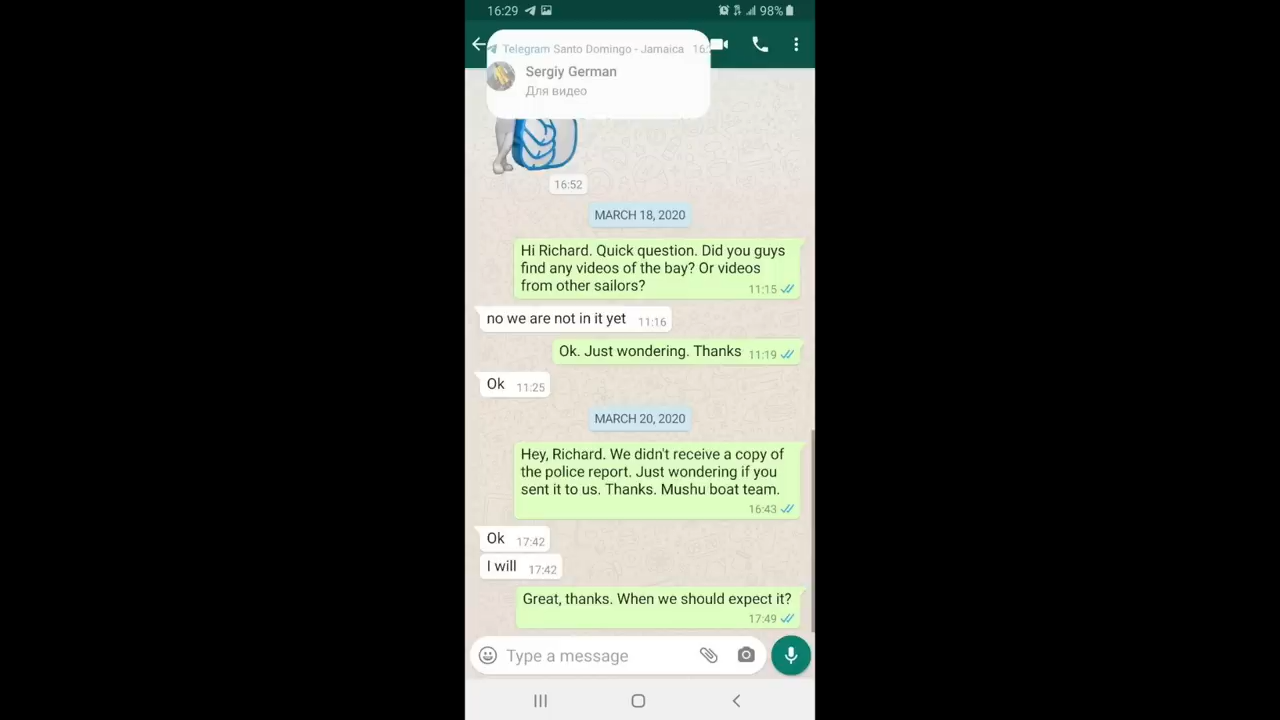 16:29
98%
Telegram Santo Domingo - Jamaica 16:
Sergiy German
Для видео
16:52
MARCH 18, 2020
Hi Richard. Quick question. Did you guys
find any videos of the bay? Or videos
from other sailors?
11:15
no we are not in it yet 11:16
Ok. Just wondering. Thanks 11:19
Ok 11:25
MARCH 20, 2020
Hey, Richard. We didn't receive a copy of
the police report. Just wondering if you
sent it to us. Thanks. Mushu boat team.
16:43
Ok 17:42
I will 17:42
Great, thanks. When we should expect it?
17:49
Type a message